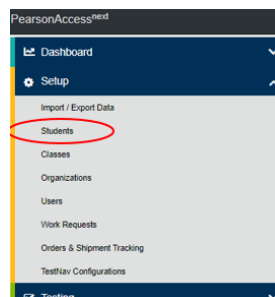 PearsonAccessnext
Dashboard
Setup
Import / Export Data
Students
Classes
Organizations
Users
Work Requests
Orders & Shipment Tracking
TestNav Configurations
Testing